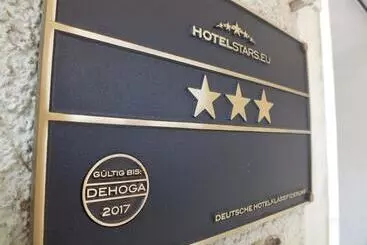 HOTELSTARS.EU
GÜLTIG BIS:
DEHOGA
2017
DEUTSCHE HOTELKLASSIFIZIERUNG